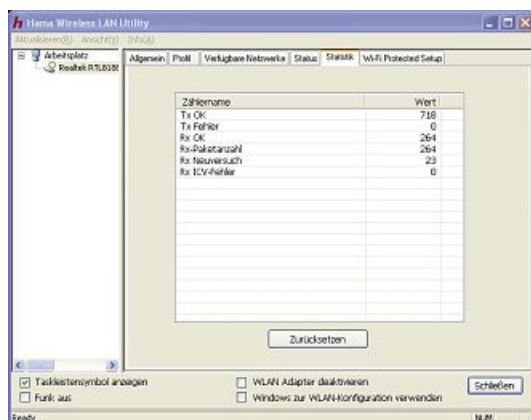 Hama Wireless LAN Utility
Aktualisieren(R) Ansicht(V) Info(A)
Arbeitsplatz
Realtek RTL8188
Allgemein Profil Verfügbare Netzwerke Status Statistik Wi-Fi Protected Setup
Zählername Wert
Tx OK 718
Tx Fehler 0
Rx OK 264
Rx-Paketanzahl 264
Rx Neuversuch 23
Rx ICV-Fehler 0
Zurücksetzen
Taskleistensymbol anzeigen
Funk aus
WLAN Adapter deaktivieren
Windows zur WLAN-Konfiguration verwenden
Schließen
Ready
NUM